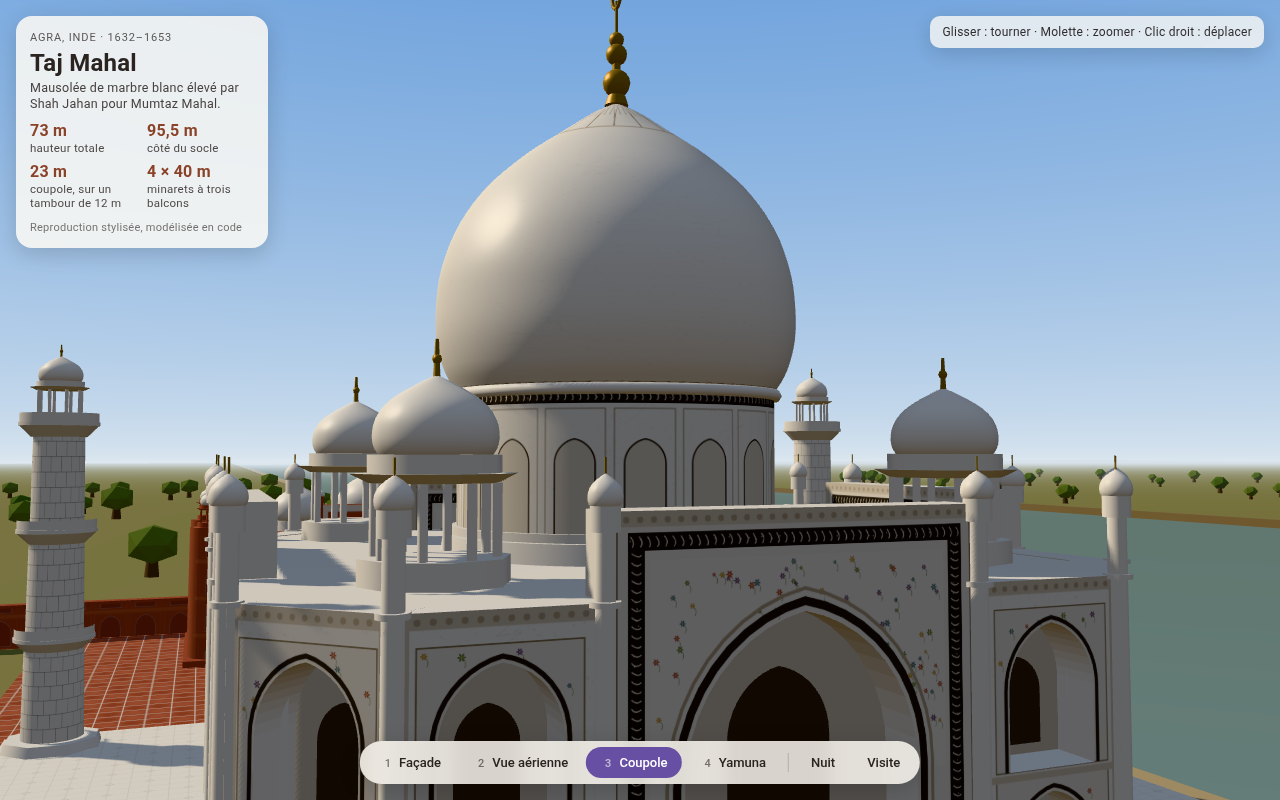 AGRA, INDE · 1632–1653
Taj Mahal
Mausolée de marbre blanc élevé par
Shah Jahan pour Mumtaz Mahal.
73 m
hauteur totale
95,5 m
côté du socle
23 m
coupole, sur un
tambour de 12 m
4 × 40 m
minarets à trois
balcons
Reproduction stylisée, modélisée en code
Glisser : tourner · Molette : zoomer · Clic droit : déplacer
1 Façade
2 Vue aérienne
3 Coupole
4 Yamuna
Nuit
Visite